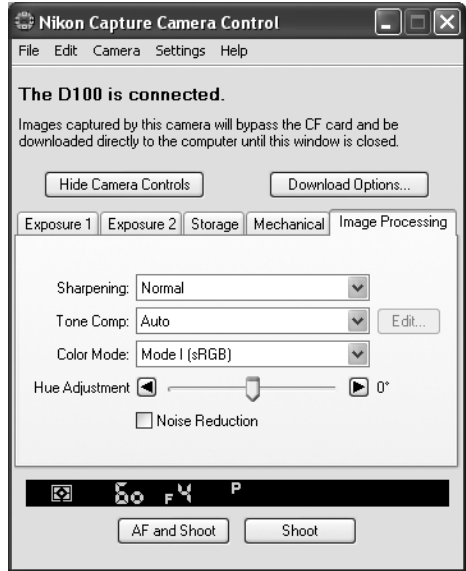 Nikon Capture Camera Control
File Edit Camera Settings Help
The D100 is connected.
Images captured by this camera will bypass the CF card and be
downloaded directly to the computer until this window is closed.
Hide Camera Controls Download Options...
Exposure 1 Exposure 2 Storage Mechanical Image Processing
Sharpening: Normal
Tone Comp: Auto Edit...
Color Mode: Mode I (sRGB)
Hue Adjustment 0°
Noise Reduction
60 F4 P
AF and Shoot Shoot